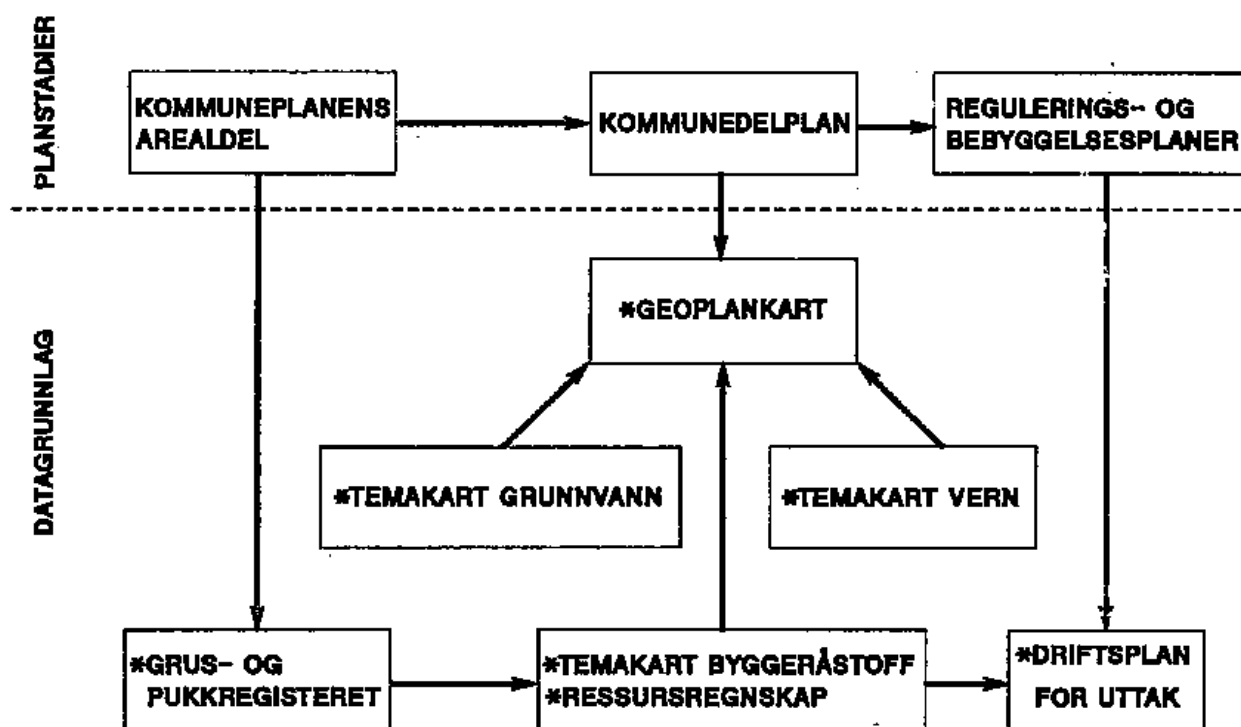 PLANSTADIER
KOMMUNEPLANENS
AREALDEL
KOMMUNEDELPLAN
REGULERINGS- OG
BEBYGGELSESPLANER
DATAGRUNNLAG
*GEOPLANKART
*TEMAKART GRUNNVANN
*TEMAKART VERN
*GRUS- OG
PUKKREGISTERET
*TEMAKART BYGGERÅSTOFF
*RESSURSREGNSKAP
*DRIFTSPLAN
FOR UTTAK